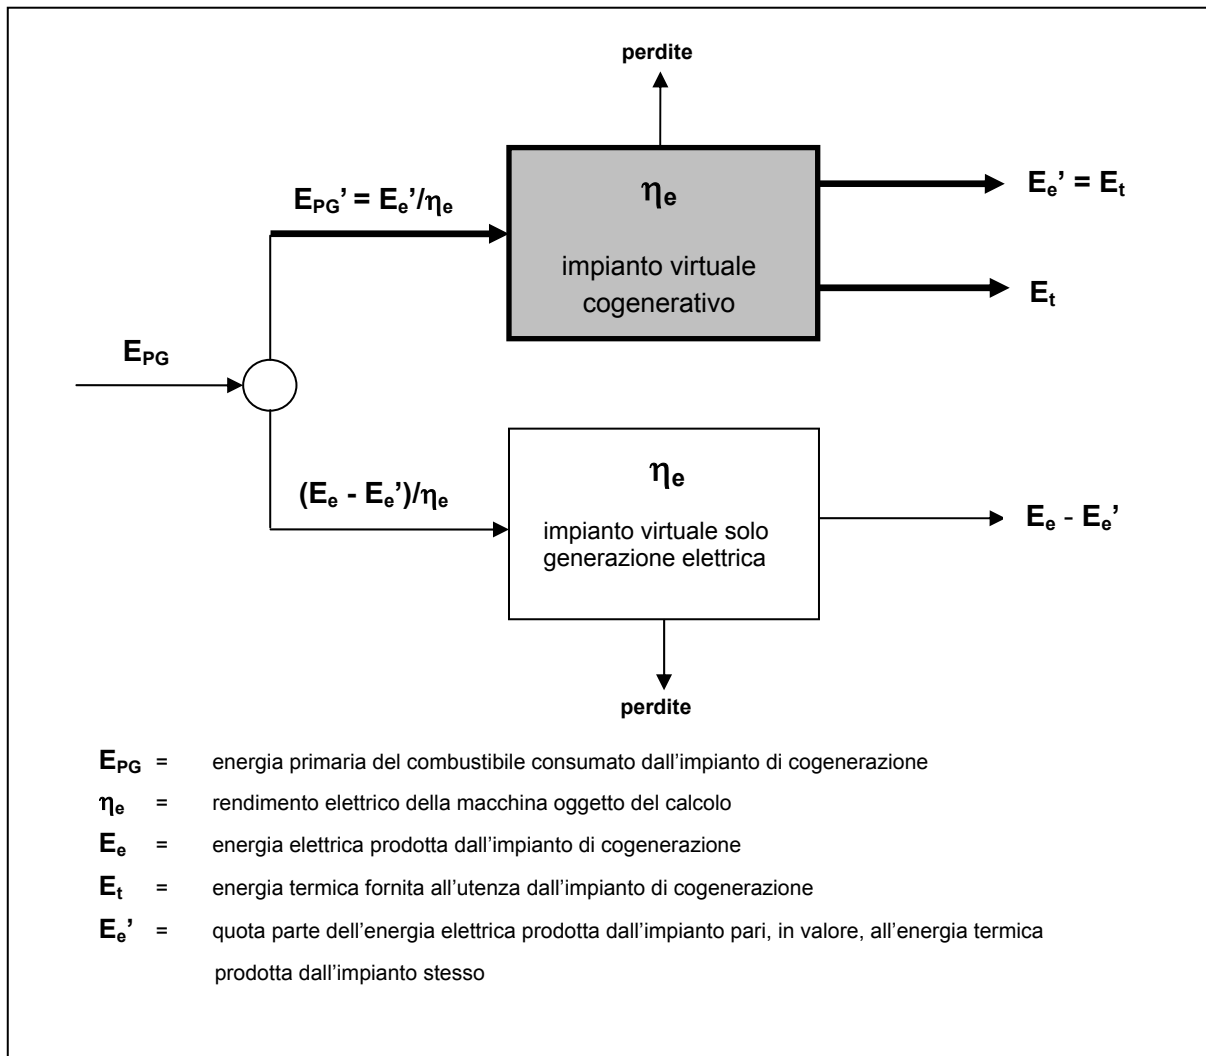 perdite
E_PG' = E_e'/η_e
η_e
impianto virtuale
cogenerativo
E_e' = E_t
E_t
E_PG
(E_e - E_e')/η_e
η_e
impianto virtuale solo
generazione elettrica
E_e - E_e'
perdite
E_PG = energia primaria del combustibile consumato dall'impianto di cogenerazione
η_e = rendimento elettrico della macchina oggetto del calcolo
E_e = energia elettrica prodotta dall'impianto di cogenerazione
E_t = energia termica fornita all'utenza dall'impianto di cogenerazione
E_e' = quota parte dell'energia elettrica prodotta dall'impianto pari, in valore, all'energia termica
prodotta dall'impianto stesso